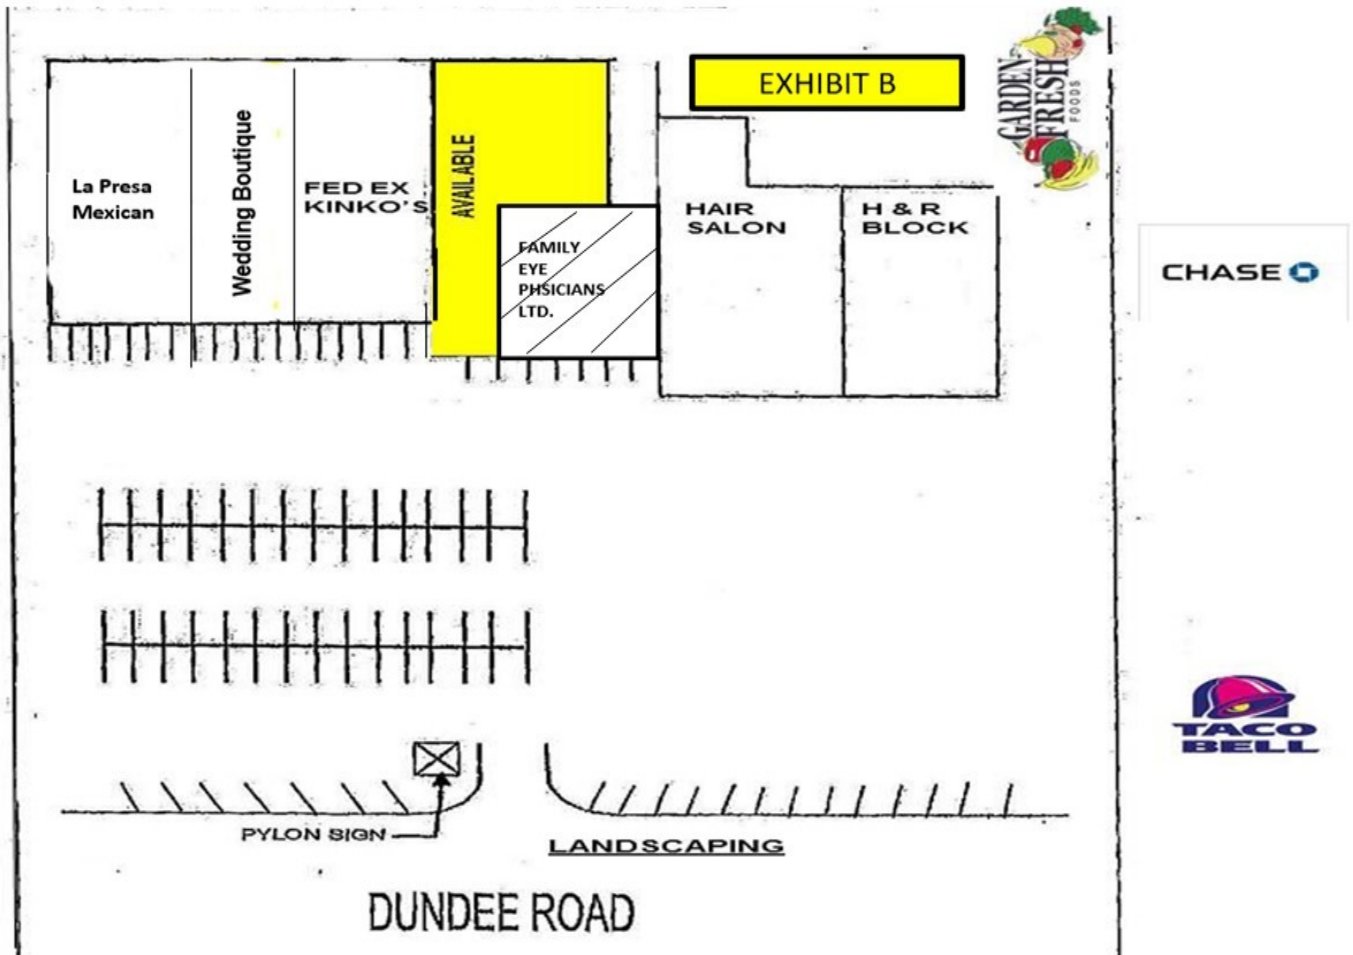 EXHIBIT B
GARDEN-
FRESH
FOODS
La Presa
Mexican
Wedding Boutique
FED EX
KINKO'S
AVAILABLE
FAMILY
EYE
PHSICIANS
LTD.
HAIR
SALON
H & R
BLOCK
CHASE
TACO
BELL
PYLON SIGN
LANDSCAPING
DUNDEE ROAD